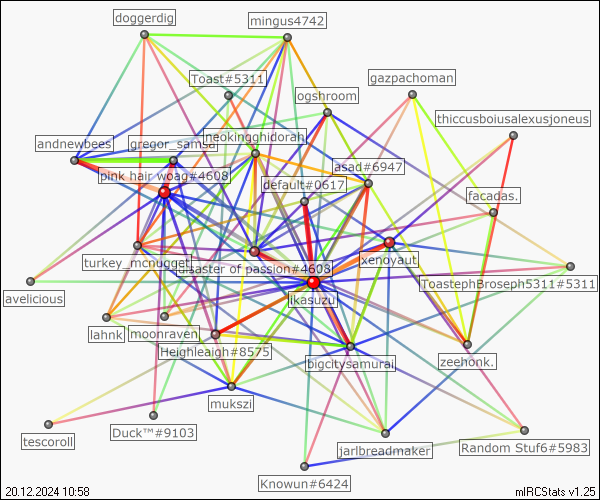 doggerdig
mingus4742
Toast#5311
gazpachoman
ogshroom
thiccusboiusalexusjoneus
andnewbees
gregor_samsa
neokingghidorah
asad#6947
pink hair woag#4608
default#0617
facadas.
turkey_mcnugget
disaster of passion#4608
xenoyaut
ToastephBroseph5311#5311
avelicious
ikasuzu
lahnk
moonraven
Heighleigh#8575
bigcitysamurai
zeehonk.
mukszi
tescoroll
Duck™#9103
jarlbreadmaker
Random Stuf6#5983
Knowun#6424
20.12.2024 10:58
mIRCStats v1.25